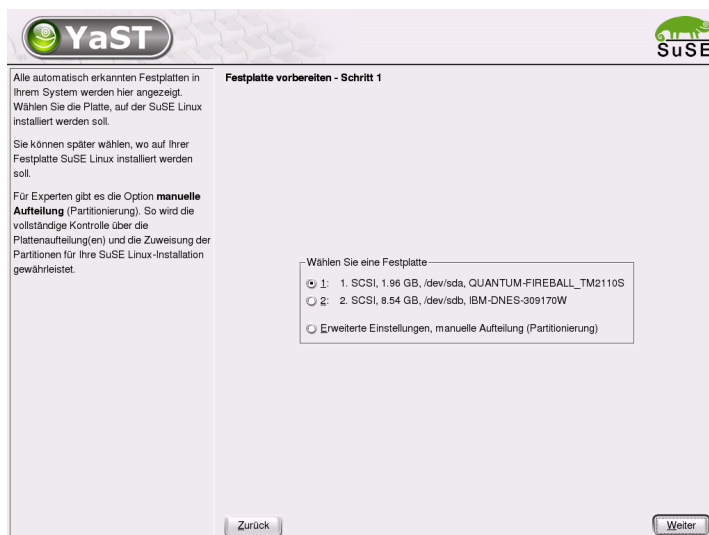 YaST
SuSE
Alle automatisch erkannten Festplatten in
Ihrem System werden hier angezeigt.
Wählen Sie die Platte, auf der SuSE Linux
installiert werden soll.
Sie können später wählen, wo auf Ihrer
Festplatte SuSE Linux installiert werden
soll.
Für Experten gibt es die Option manuelle
Aufteilung (Partitionierung). So wird die
vollständige Kontrolle über die
Plattenaufteilung(en) und die Zuweisung der
Partitionen für Ihre SuSE Linux-Installation
gewährleistet.
Festplatte vorbereiten - Schritt 1
Wählen Sie eine Festplatte
1: 1. SCSI, 1.96 GB, /dev/sda, QUANTUM-FIREBALL_TM2110S
2: 2. SCSI, 8.54 GB, /dev/sdb, IBM-DNES-309170W
Erweiterte Einstellungen, manuelle Aufteilung (Partitionierung)
Zurück
Weiter